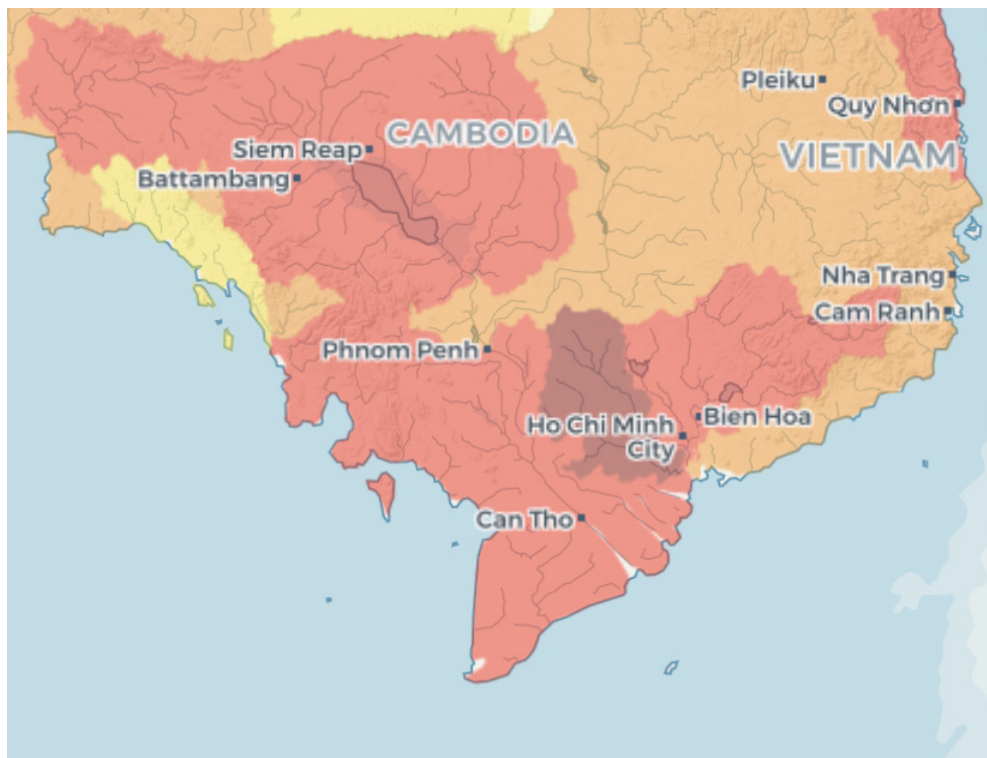 Pleiku
Quy Nhơn
CAMBODIA
Siem Reap
VIETNAM
Battambang
Nha Trang
Cam Ranh
Phnom Penh
Bien Hoa
Ho Chi Minh
City
Can Tho